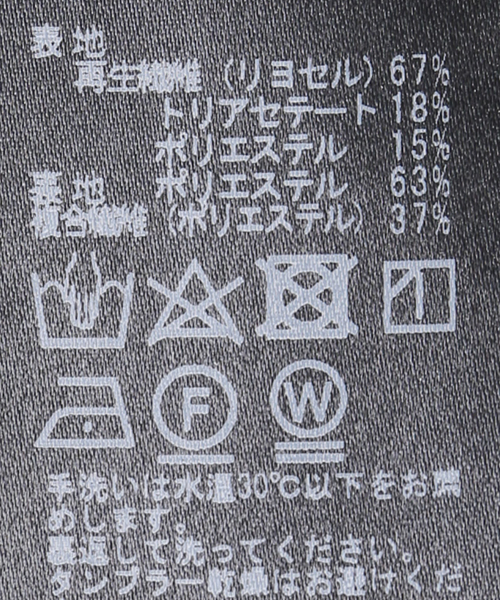 表地
再生繊維(リヨセル) 67%
トリアセテート 18%
ポリエステル 15%
表地 ポリエステル 63%
複合繊維(ポリエステル) 37%
F W
手洗いは水温30℃以下をお薦
めします。
裏返して洗ってください。
タンブラー乾燥はお避けくだ